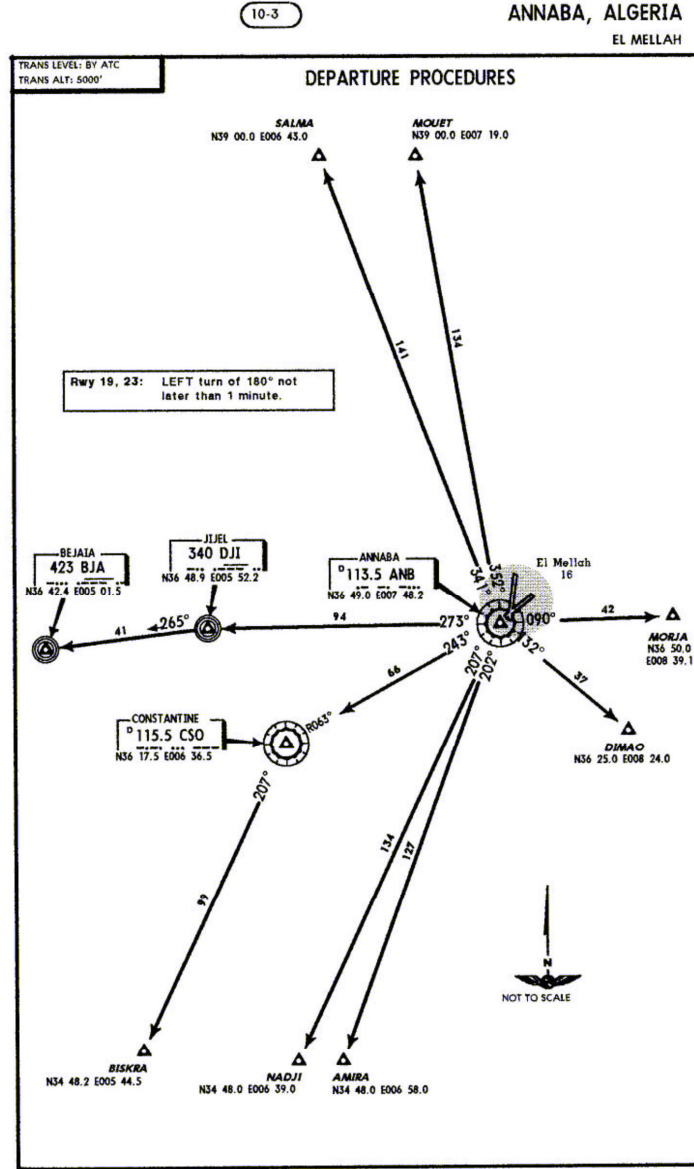 10-3
ANNABA, ALGERIA
EL MELLAH
TRANS LEVEL: BY ATC
TRANS ALT: 5000'
DEPARTURE PROCEDURES
SALMA
N39 00.0 E006 43.0
MOUET
N39 00.0 E007 19.0
141
134
Rwy 19, 23: LEFT turn of 180° not
later than 1 minute.
BEJAIA
423 BJA
N36 42.4 E005 01.5
JIJEL
340 DJI
N36 48.9 E005 52.2
ANNABA
D 113.5 ANB
N36 49.0 E007 48.2
El Mellah
16
341°
352°
41
265°
94
273°
090°
42
MORJA
N36 50.0
E008 39.1
243°
132°
207°
202°
66
37
DIMAO
N36 25.0 E008 24.0
CONSTANTINE
D 115.5 CSO
N36 17.5 E006 36.5
R063°
207°
134
127
99
N
NOT TO SCALE
BISKRA
N34 48.2 E005 44.5
NADJI
N34 48.0 E006 39.0
AMIRA
N34 48.0 E006 58.0